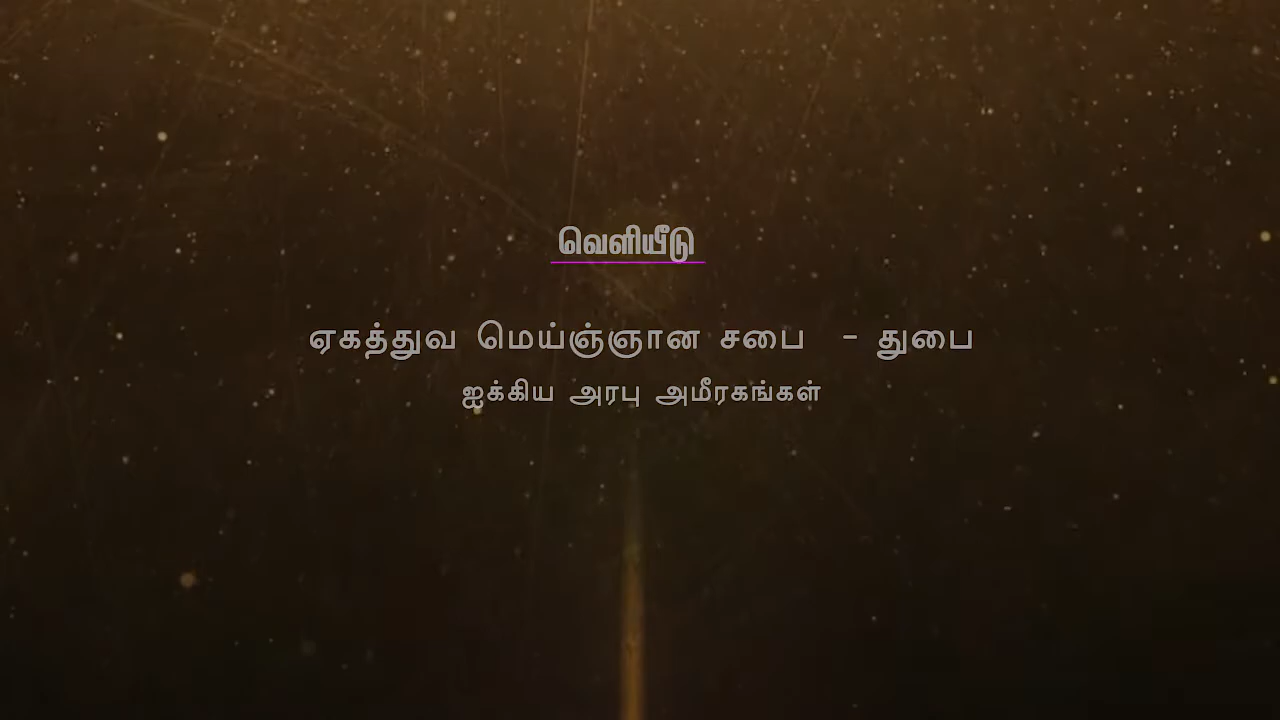 வெளியீடு
ஏகத்துவ மெய்ஞ்ஞான சபை - துபை
ஐக்கிய அரபு அமீரகங்கள்